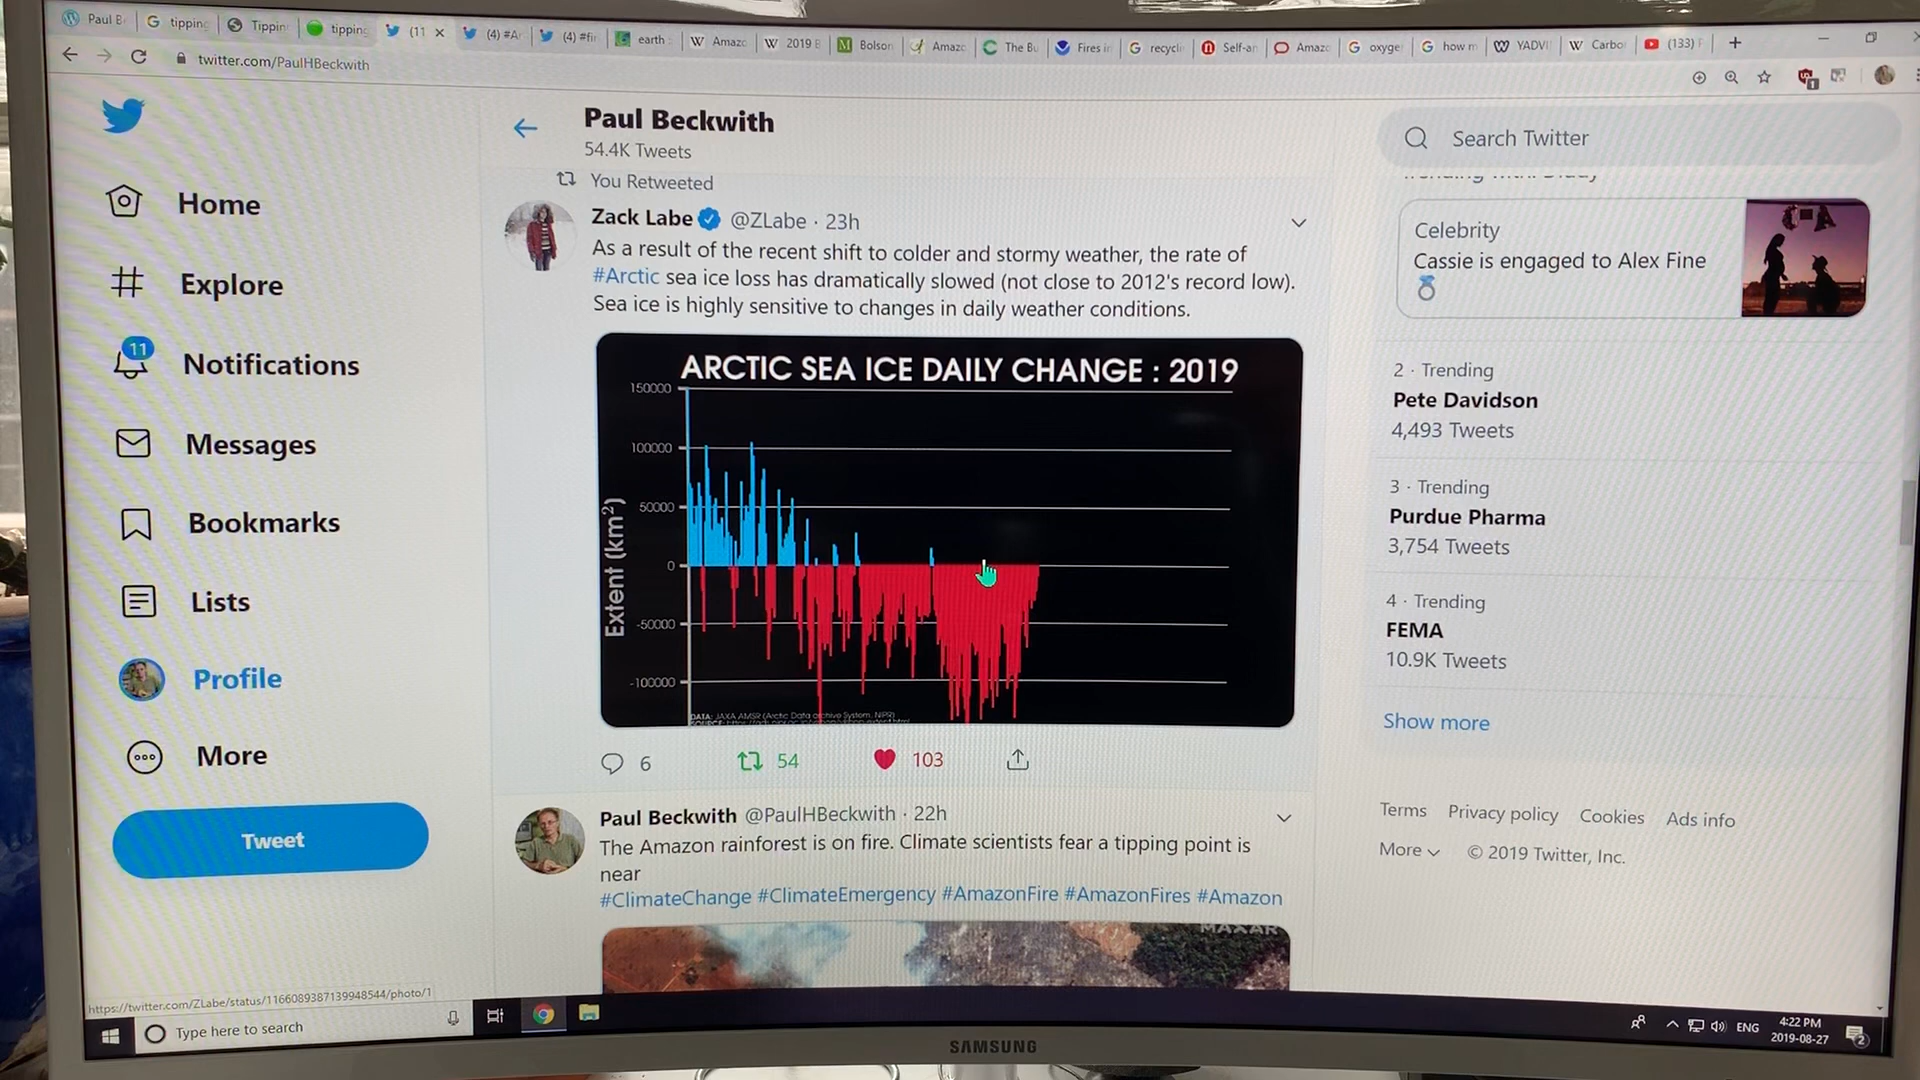 Paul B
tipping
Tippin
tipping
(11
(4) #A
(4) #fi
earth
Amaz
2019 B
Bolson
Amaz
The Bu
Fires i
recycli
Self-a
Amaz
oxyge
how m
YADVI
Carbo
(133)
twitter.com/PaulHBeckwith
Paul Beckwith
54.4K Tweets
You Retweeted
Zack Labe @ZLabe · 23h
As a result of the recent shift to colder and stormy weather, the rate of
#Arctic sea ice loss has dramatically slowed (not close to 2012's record low).
Sea ice is highly sensitive to changes in daily weather conditions.
ARCTIC SEA ICE DAILY CHANGE : 2019
Extent (km²)
150000
100000
50000
0
-50000
-100000
DATA: JAXA AMSR (Arctic Data archive System, NIPR)
6
54
103
Paul Beckwith @PaulHBeckwith · 22h
The Amazon rainforest is on fire. Climate scientists fear a tipping point is
near
#ClimateChange #ClimateEmergency #AmazonFire #AmazonFires #Amazon
MAXAR
Home
Explore
11
Notifications
Messages
Bookmarks
Lists
Profile
More
Tweet
Search Twitter
Celebrity
Cassie is engaged to Alex Fine
2 · Trending
Pete Davidson
4,493 Tweets
3 · Trending
Purdue Pharma
3,754 Tweets
4 · Trending
FEMA
10.9K Tweets
Show more
Terms Privacy policy Cookies Ads info
More © 2019 Twitter, Inc.
https://twitter.com/ZLabe/status/1166089387139948544/photo/1
Type here to search
ENG
4:22 PM
2019-08-27
2
SAMSUNG